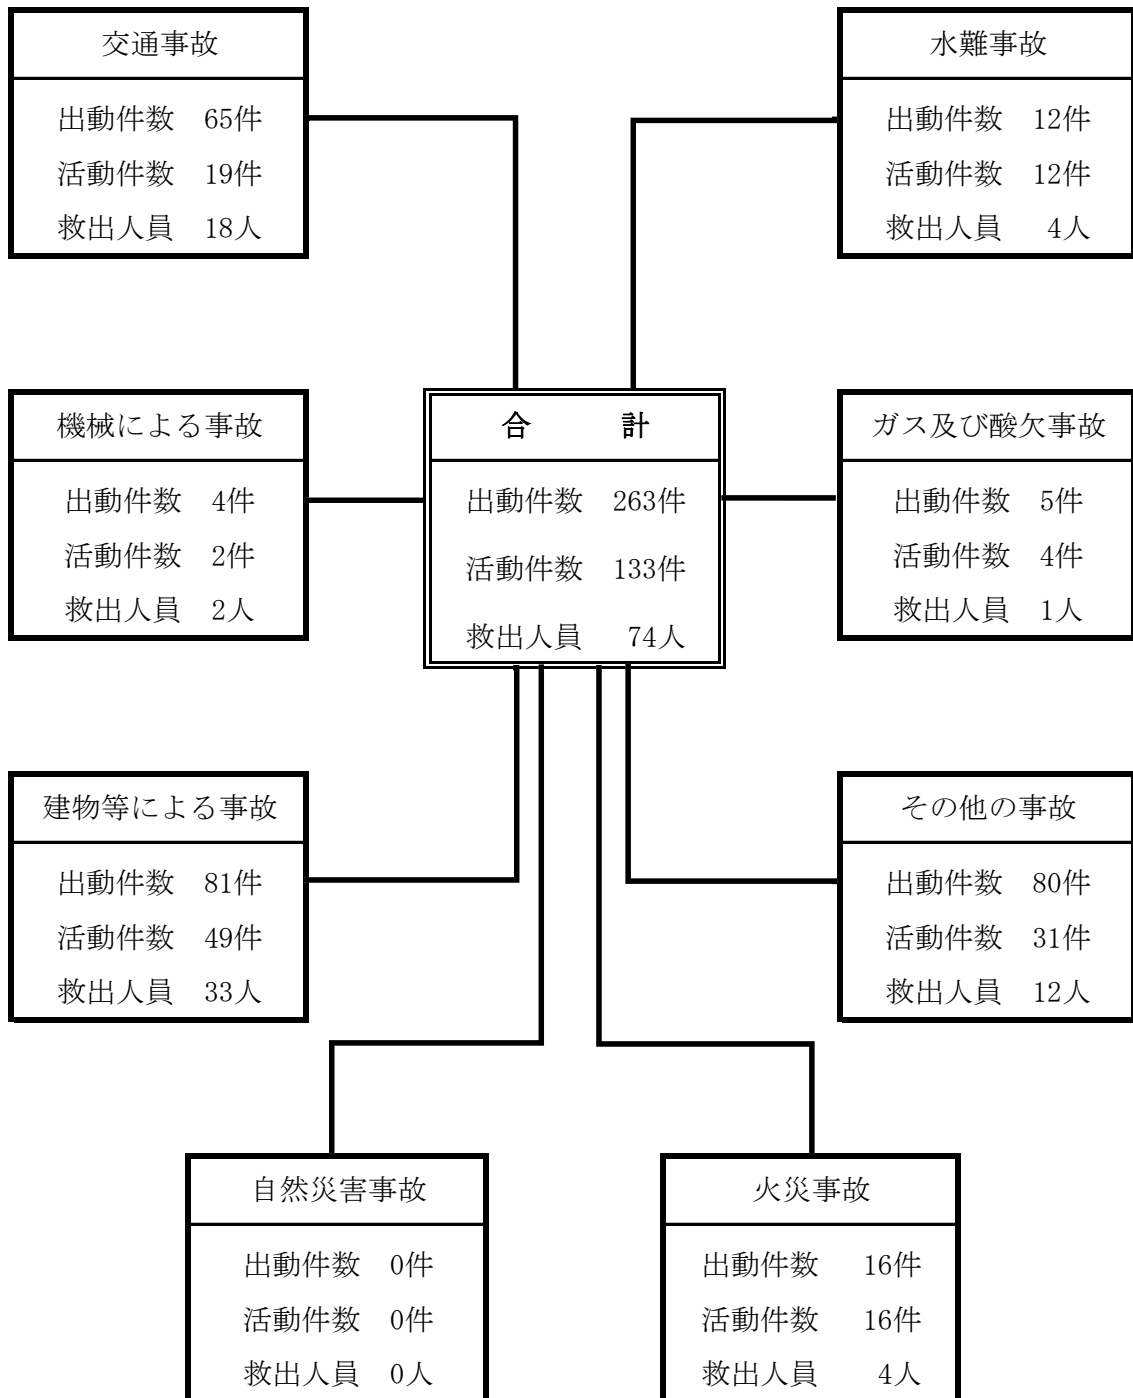 交通事故
出動件数 65件
活動件数 19件
救出人員 18人
水難事故
出動件数 12件
活動件数 12件
救出人員 4人
機械による事故
出動件数 4件
活動件数 2件
救出人員 2人
合 計
出動件数 263件
活動件数 133件
救出人員 74人
ガス及び酸欠事故
出動件数 5件
活動件数 4件
救出人員 1人
建物等による事故
出動件数 81件
活動件数 49件
救出人員 33人
その他の事故
出動件数 80件
活動件数 31件
救出人員 12人
自然災害事故
出動件数 0件
活動件数 0件
救出人員 0人
火災事故
出動件数 16件
活動件数 16件
救出人員 4人